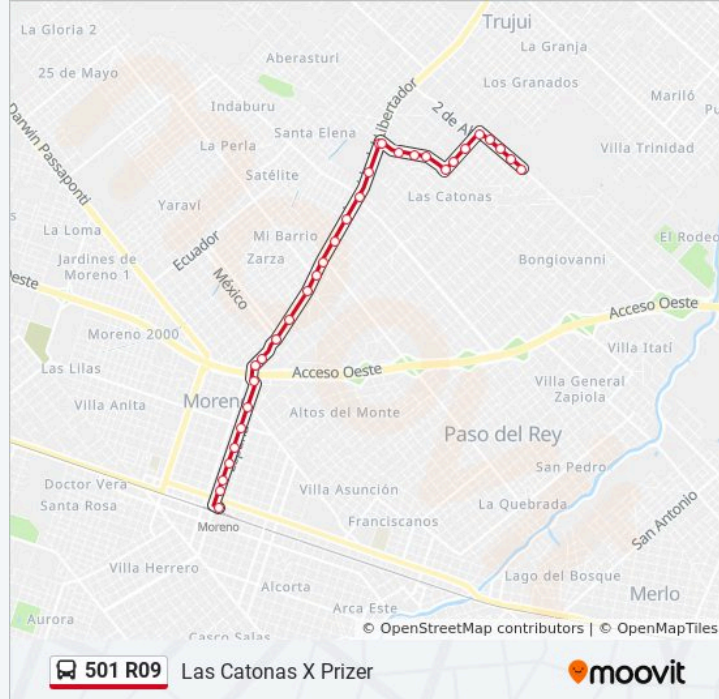 La Gloria 2
Trujui
La Granja
Aberasturi
25 de Mayo
Los Granados
Libertador
Mariló
2 de A
Indaburu
Darwin Passaponti
Santa Elena
Villa Trinidad
La Perla
Satélite
Las Catonas
Yaraví
La Loma
Ecuador
Mi Barrio
El Rodeo
Jardines de
Moreno 1
Zarza
Bongiovanni
México
Acceso Oeste
Moreno 2000
Villa Itatí
Las Lilas
Acceso Oeste
Villa General
Zapiola
Villa Anita
Moreno
Altos del Monte
Paso del Rey
San Pedro
Doctor Vera
Villa Asunción
Santa Rosa
La Quebrada
San Antonio
Moreno
Franciscanos
Villa Herrero
Lago del Bosque
Alcorta
Merlo
Arca Este
Aurora
Casco Salas
© OpenStreetMap contributors | © OpenMapTiles
501 R09
Las Catonas X Prizer
moovit